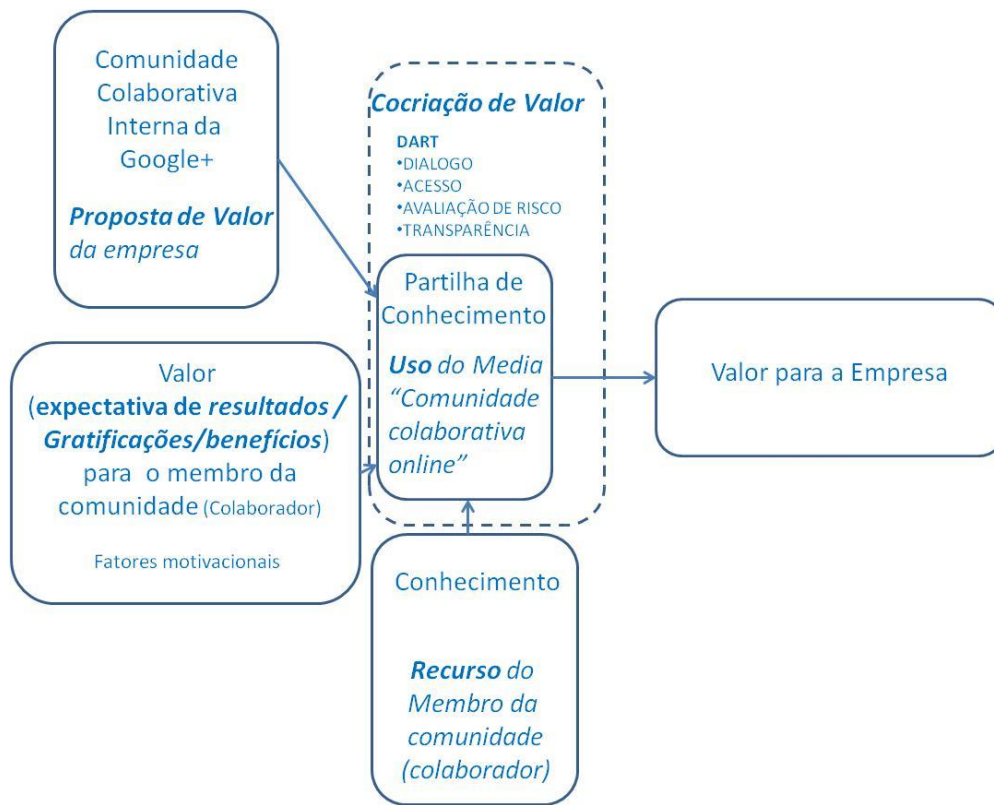 Comunidade
Colaborativa
Interna da
Google+
Proposta de Valor
da empresa
Cocriação de Valor
DART
•DIALOGO
•ACESSO
•AVALIAÇÃO DE RISCO
•TRANSPARÊNCIA
Partilha de
Conhecimento
Uso do Media
“Comunidade
colaborativa
online”
Valor
(expectativa de resultados /
Gratificações/benefícios)
para o membro da
comunidade (Colaborador)
Fatores motivacionais
Valor para a Empresa
Conhecimento
Recurso do
Membro da
comunidade
(colaborador)